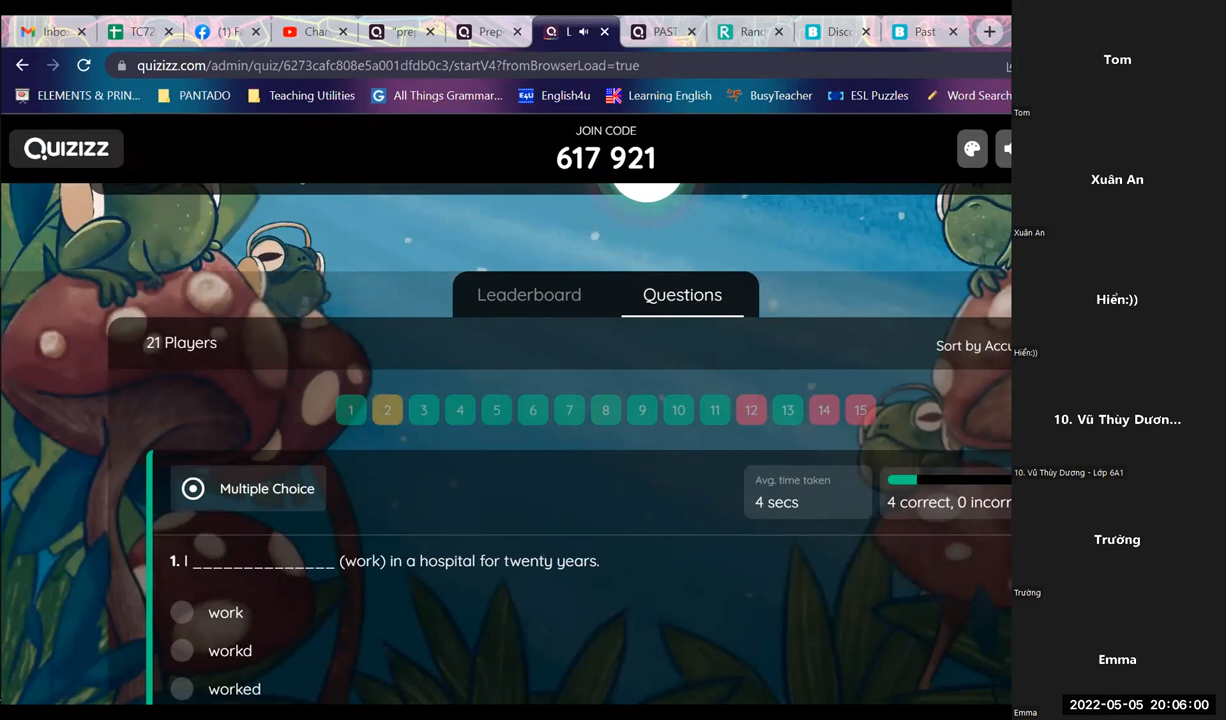 Inbo
TC72
(1) F
Chan
"pre
Prep
L
PAST
Rand
Disco
Past
quizizz.com/admin/quiz/6273cafc808e5a001dfdb0c3/startV4?fromBrowserLoad=true
ELEMENTS & PRIN...
PANTADO
Teaching Utilities
All Things Grammar...
English4u
Learning English
BusyTeacher
ESL Puzzles
Word Search
QUIZIZZ
JOIN CODE
617 921
Leaderboard
Questions
21 Players
Sort by Accu
1 2 3 4 5 6 7 8 9 10 11 12 13 14 15
Multiple Choice
Avg. time taken
4 secs
4 correct, 0 incorr
1. I ______________ (work) in a hospital for twenty years.
work
workd
worked
Tom
Tom
Xuân An
Xuân An
Hiển:))
Hiển:))
10. Vũ Thùy Dươn...
10. Vũ Thùy Dương - Lớp 6A1
Trường
Trường
Emma
Emma
2022-05-05 20:06:00